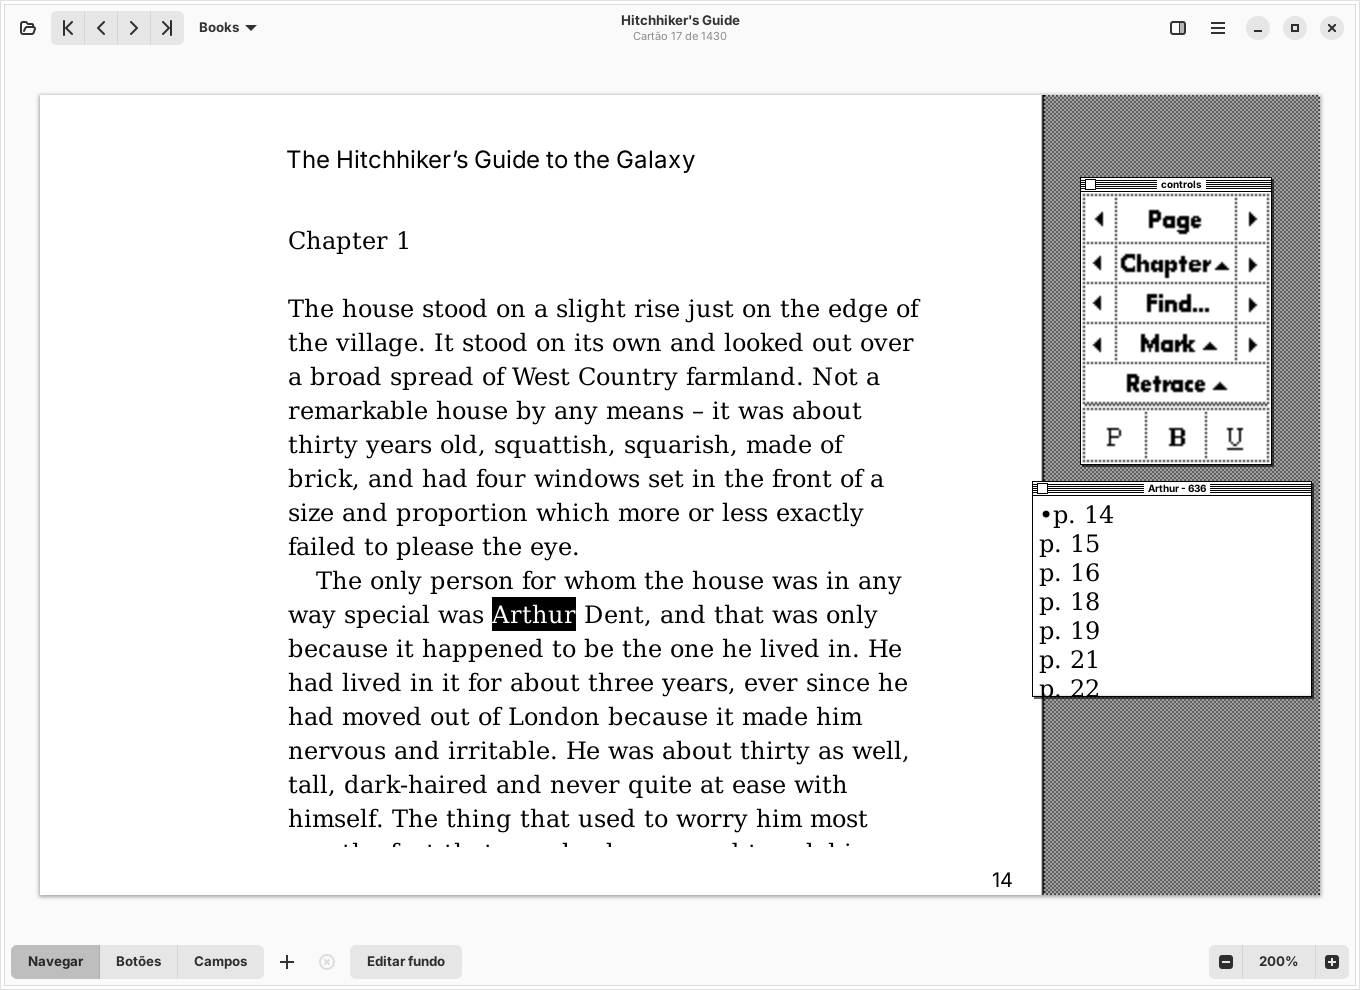 Books
Hitchhiker's Guide
Cartão 17 de 1430
The Hitchhiker’s Guide to the Galaxy
Chapter 1
The house stood on a slight rise just on the edge of
the village. It stood on its own and looked out over
a broad spread of West Country farmland. Not a
remarkable house by any means – it was about
thirty years old, squattish, squarish, made of
brick, and had four windows set in the front of a
size and proportion which more or less exactly
failed to please the eye.
The only person for whom the house was in any
way special was Arthur Dent, and that was only
because it happened to be the one he lived in. He
had lived in it for about three years, ever since he
had moved out of London because it made him
nervous and irritable. He was about thirty as well,
tall, dark-haired and never quite at ease with
himself. The thing that used to worry him most
14
controls
Page
Chapter
Find...
Mark
Retrace
P B U
Arthur - 636
•p. 14
p. 15
p. 16
p. 18
p. 19
p. 21
p. 22
Navegar Botões Campos Editar fundo 200%